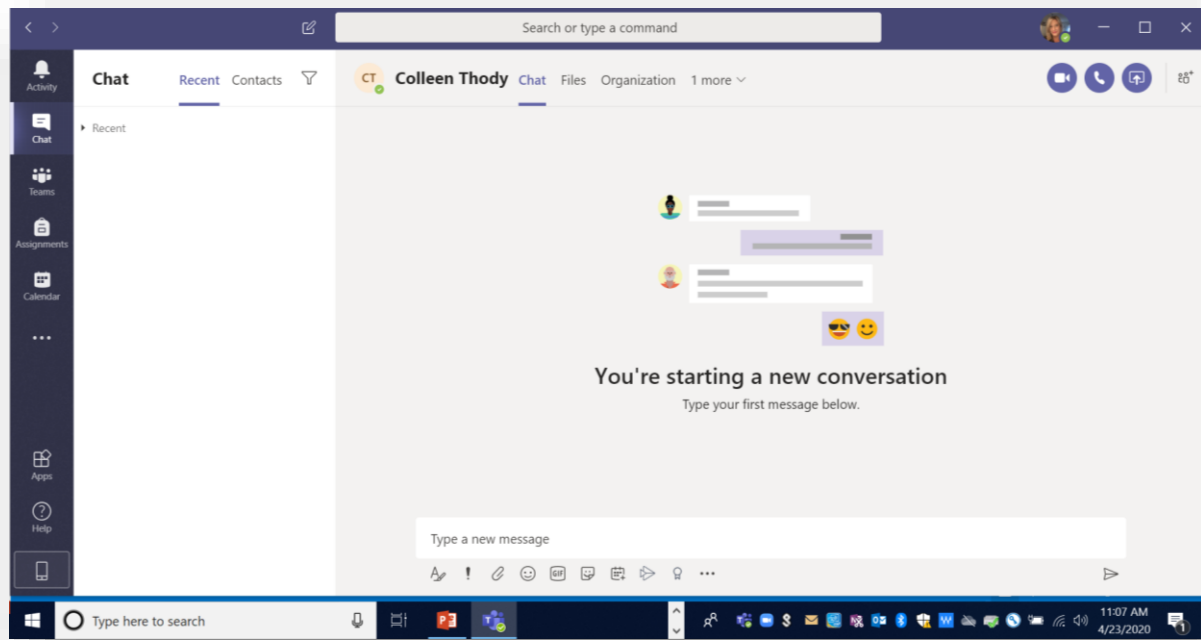 Search or type a command
Activity
Chat
Teams
Assignments
Calendar
Apps
Help
Chat Recent Contacts
Recent
CT Colleen Thody Chat Files Organization 1 more
You're starting a new conversation
Type your first message below.
Type a new message
GIF
Type here to search
11:07 AM
4/23/2020
1